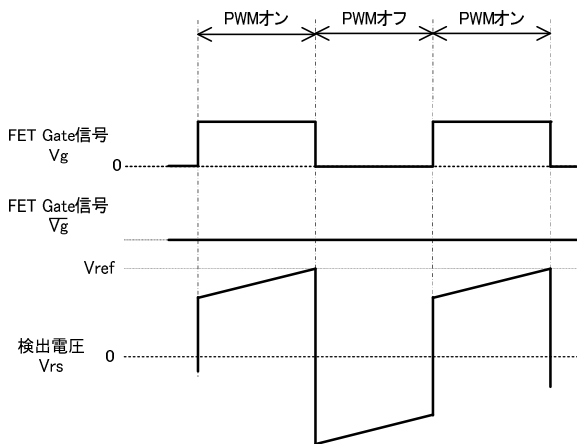 PWMオン PWMオフ PWMオン
FET Gate信号
Vg
0
FET Gate信号
V̅g̅
Vref
検出電圧
Vrs
0